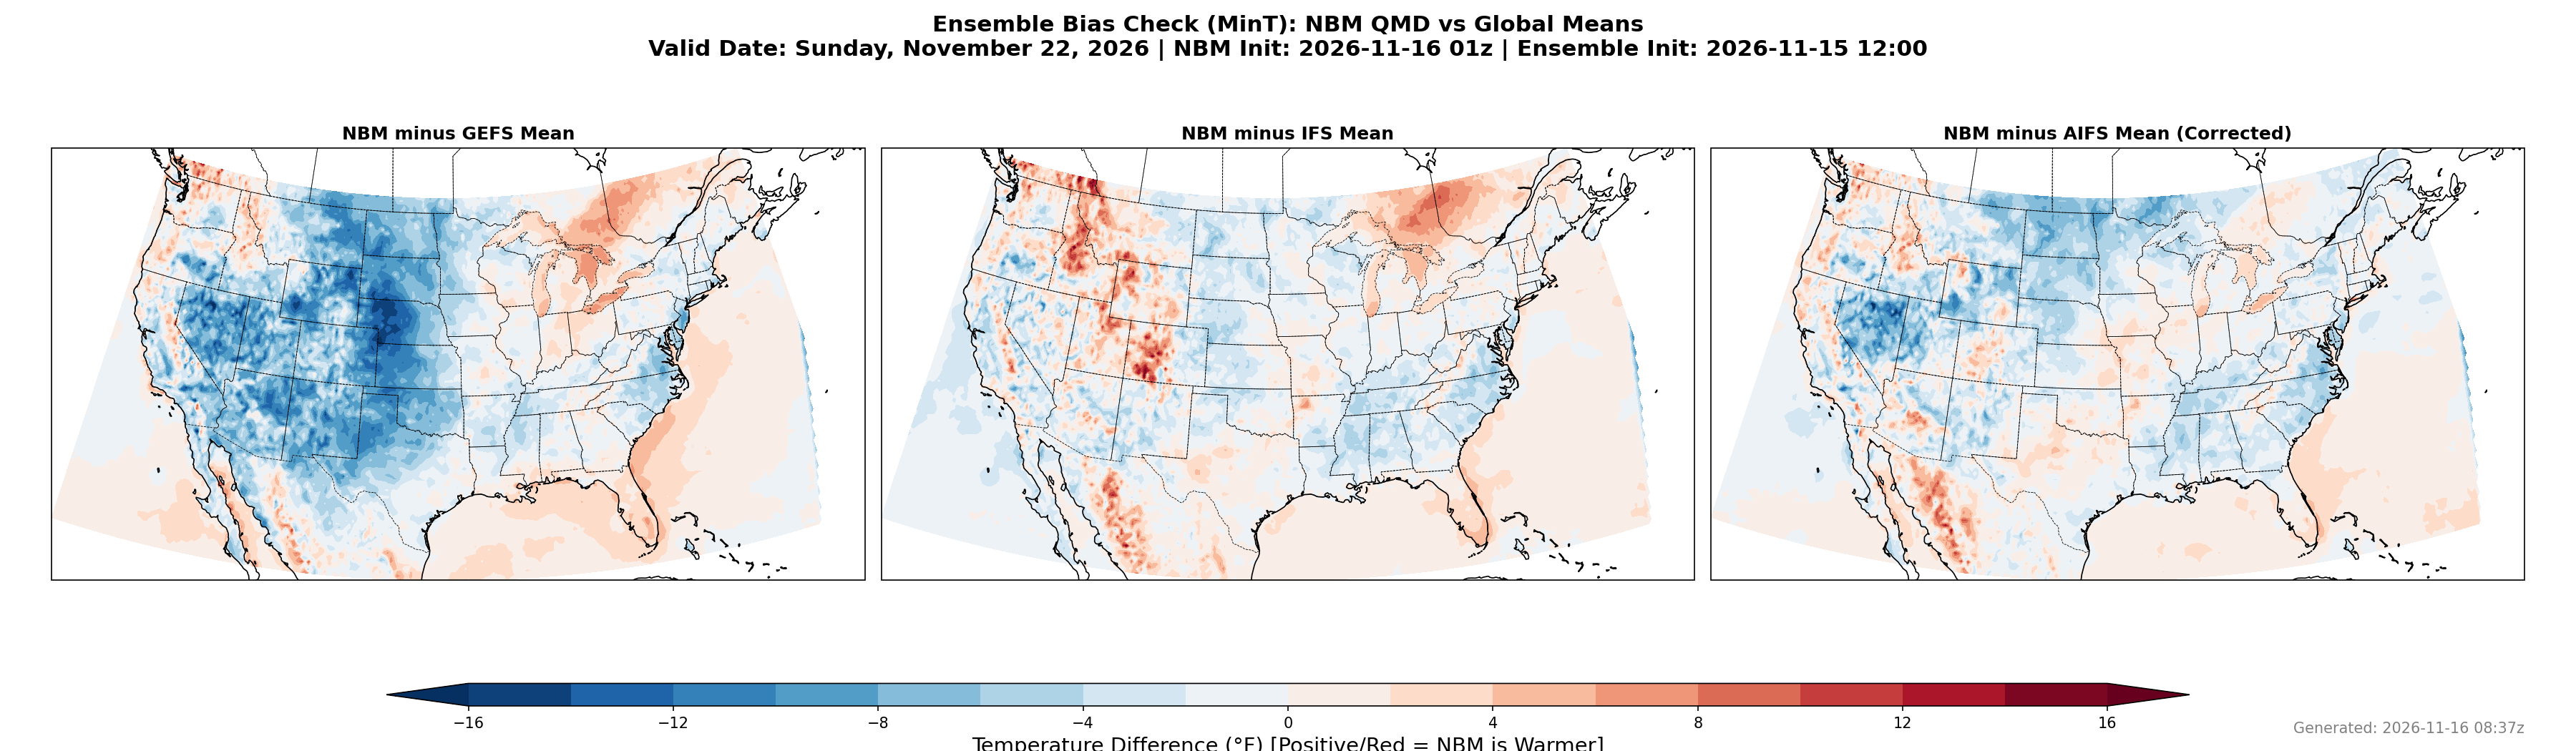 Ensemble Bias Check (MinT): NBM QMD vs Global Means
Valid Date: Sunday, November 22, 2026 | NBM Init: 2026-11-16 01z | Ensemble Init: 2026-11-15 12:00
NBM minus GEFS Mean
NBM minus IFS Mean
NBM minus AIFS Mean (Corrected)
−16 −12 −8 −4 0 4 8 12 16
Temperature Difference (°F) [Positive/Red = NBM is Warmer]
Generated: 2026-11-16 08:37z